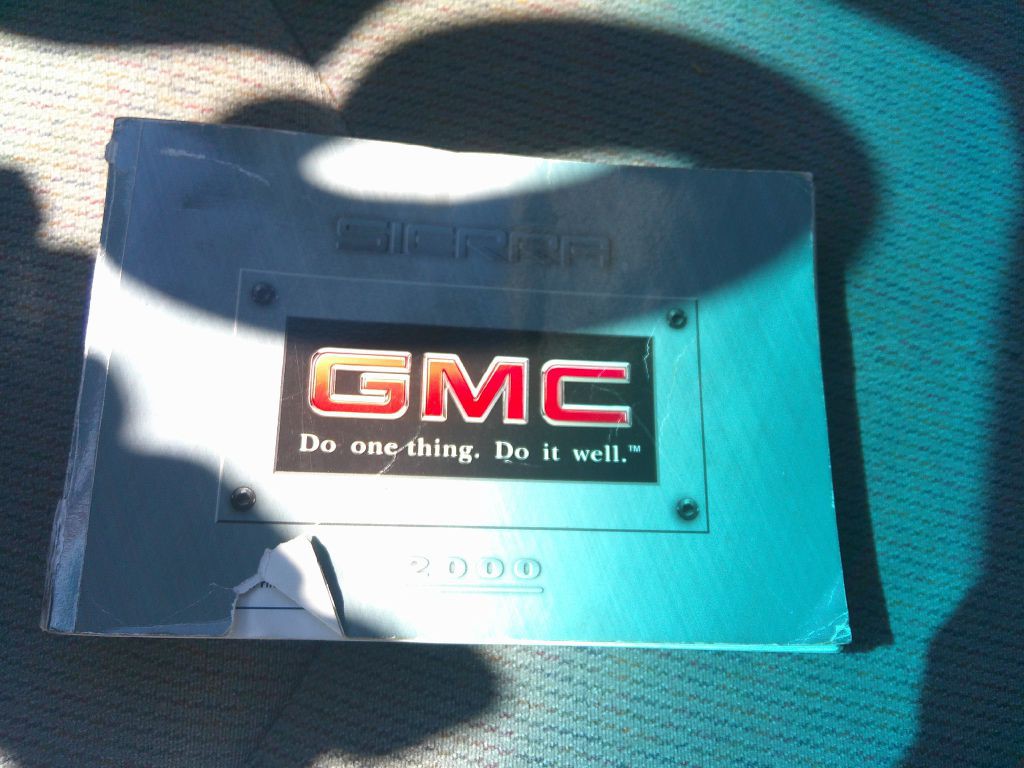 SIERRA
GMC
Do one thing. Do it well.™
2000